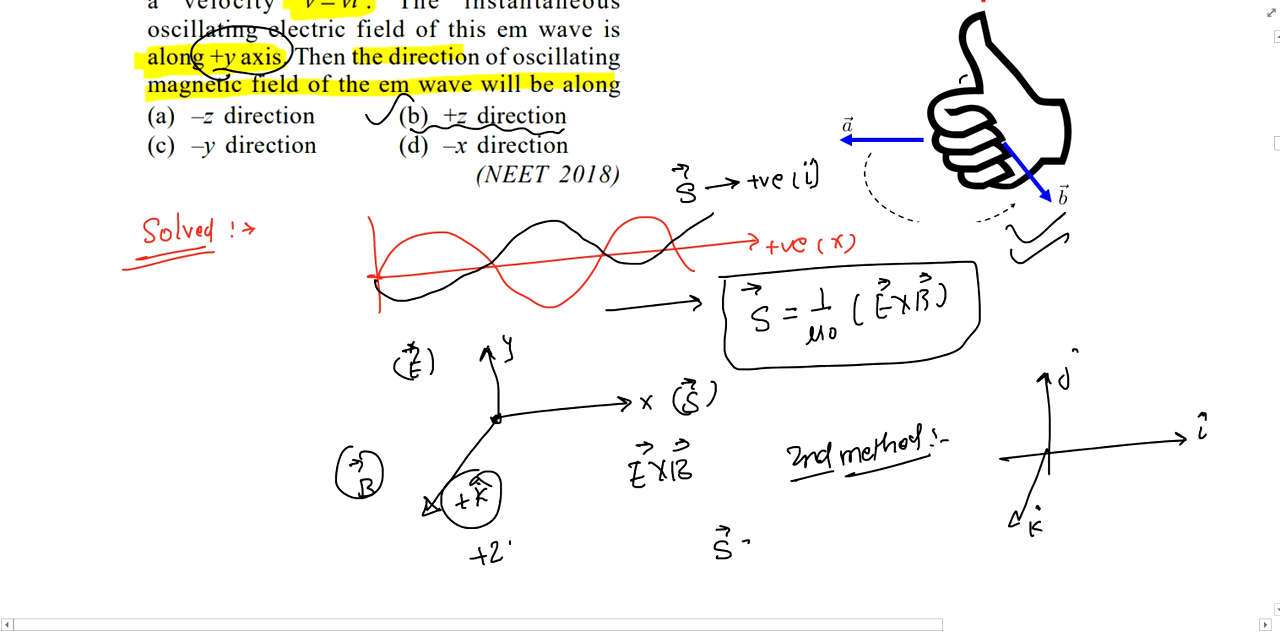 a velocity V = Vî . The instantaneous
oscillating electric field of this em wave is
along +y axis. Then the direction of oscillating
magnetic field of the em wave will be along
(a) –z direction (b) +z direction
(c) –y direction (d) –x direction
(NEET 2018)
a⃗
b⃗
S⃗ → +ve (î)
Solved :→
+ve (x)
S⃗ = 1/μ0 (E⃗ X B⃗)
(E⃗) y
x (S⃗)
B⃗
+k̂
+z
E⃗ X B⃗
2nd method :-
ĵ
î
k̂
S⃗ -